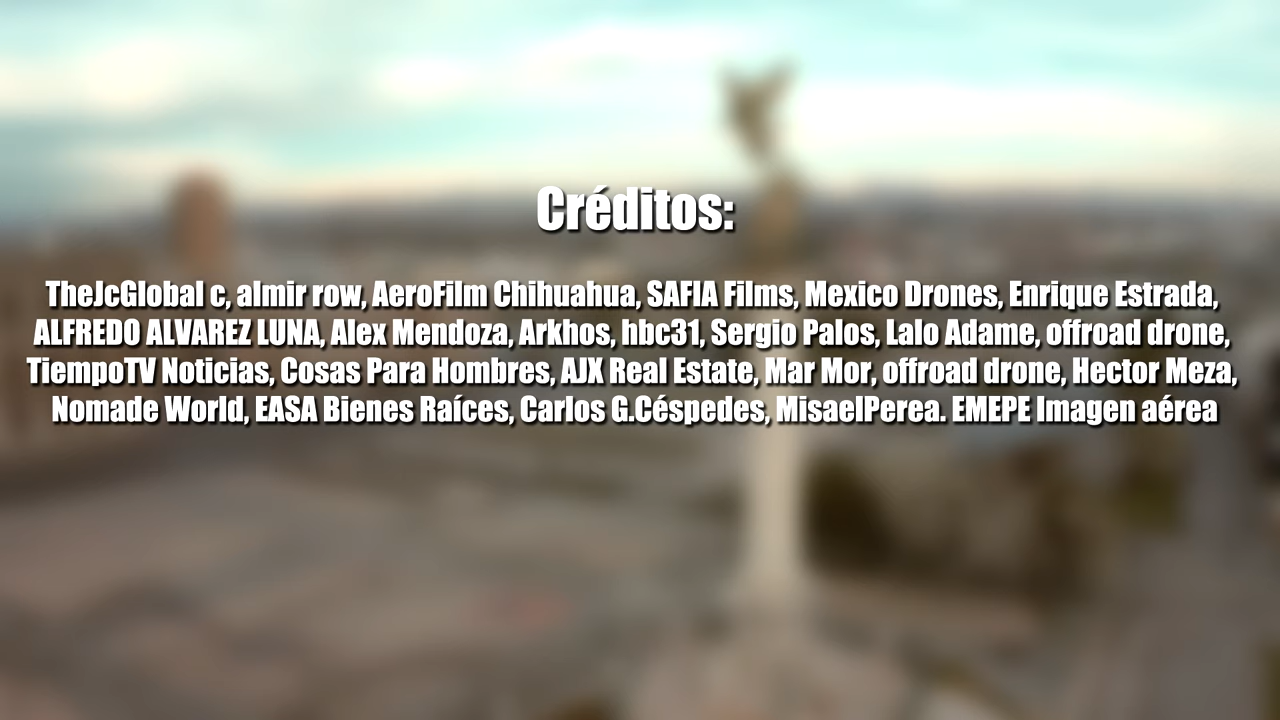 Créditos:
TheJcGlobal c, almir row, AeroFilm Chihuahua, SAFIA Films, Mexico Drones, Enrique Estrada,
ALFREDO ALVAREZ LUNA, Alex Mendoza, Arkhos, hbc31, Sergio Palos, Lalo Adame, offroad drone,
TiempoTV Noticias, Cosas Para Hombres, AJX Real Estate, Mar Mor, offroad drone, Hector Meza,
Nomade World, EASA Bienes Raíces, Carlos G.Céspedes, MisaelPerea. EMEPE Imagen aérea